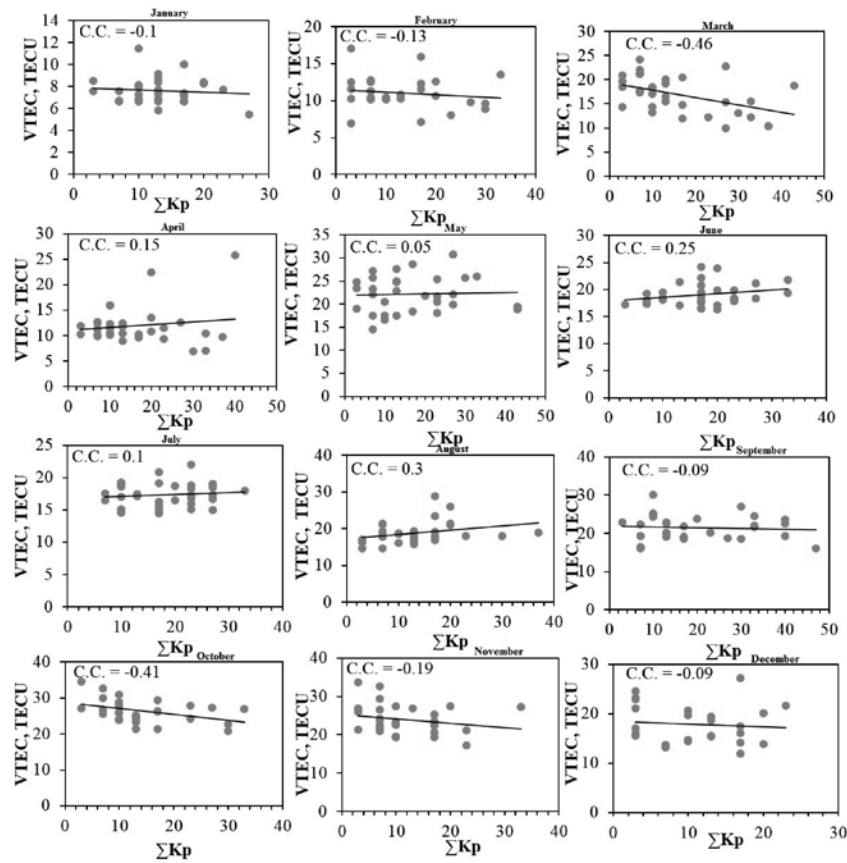 January
C.C. = -0.1
VTEC, TECU
14
12
10
8
6
4
2
0
0 10 20 30
∑Kp
February
C.C. = -0.13
VTEC, TECU
20
15
10
5
0
0 10 20 30 40
∑Kp
March
C.C. = -0.46
VTEC, TECU
30
25
20
15
10
5
0
0 10 20 30 40 50
∑Kp
April
C.C. = 0.15
VTEC, TECU
30
25
20
15
10
5
0
0 10 20 30 40 50
∑Kp
May
C.C. = 0.05
VTEC, TECU
35
30
25
20
15
10
5
0
0 10 20 30 40 50
∑Kp
June
C.C. = 0.25
VTEC, TECU
30
25
20
15
10
5
0
0 10 20 30 40
∑Kp
July
C.C. = 0.1
VTEC, TECU
25
20
15
10
5
0
0 10 20 30 40
∑Kp
August
C.C. = 0.3
VTEC, TECU
40
30
20
10
0
0 10 20 30 40
∑Kp
September
C.C. = -0.09
VTEC, TECU
40
30
20
10
0
0 10 20 30 40 50
∑Kp
October
C.C. = -0.41
VTEC, TECU
40
30
20
10
0
0 10 20 30 40
∑Kp
November
C.C. = -0.19
VTEC, TECU
40
30
20
10
0
0 10 20 30 40
∑Kp
December
C.C. = -0.09
VTEC, TECU
30
20
10
0
0 10 20 30
∑Kp